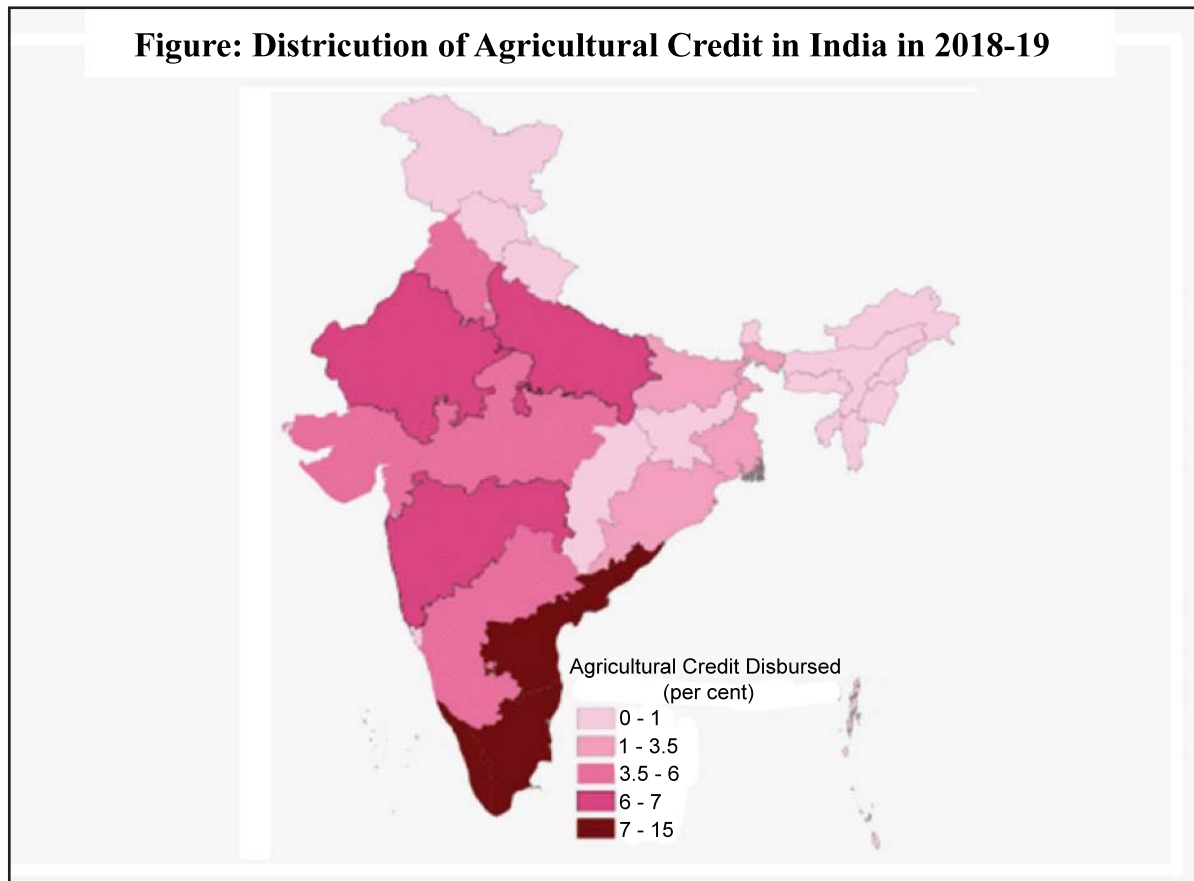 Figure: Districution of Agricultural Credit in India in 2018-19
Agricultural Credit Disbursed
(per cent)
0 - 1
1 - 3.5
3.5 - 6
6 - 7
7 - 15